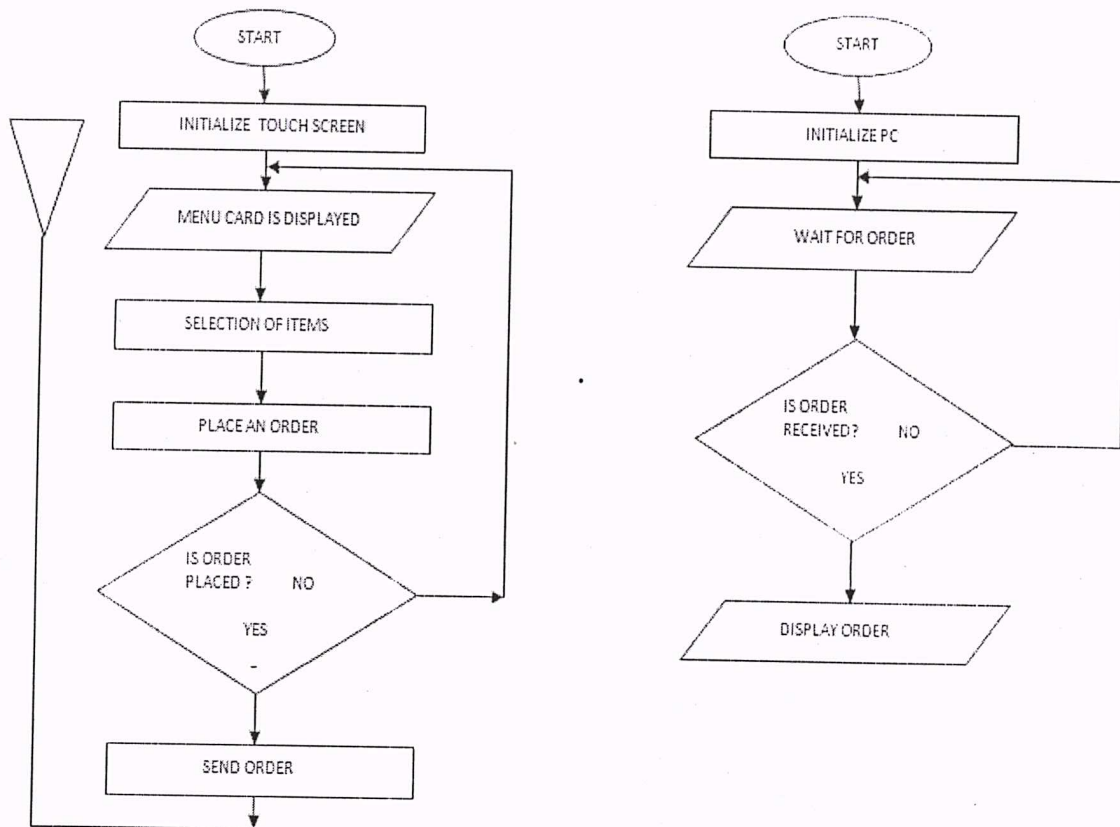 START
INITIALIZE TOUCH SCREEN
MENU CARD IS DISPLAYED
SELECTION OF ITEMS
PLACE AN ORDER
IS ORDER
PLACED ? NO
YES
SEND ORDER
START
INITIALIZE PC
WAIT FOR ORDER
IS ORDER
RECEIVED? NO
YES
DISPLAY ORDER